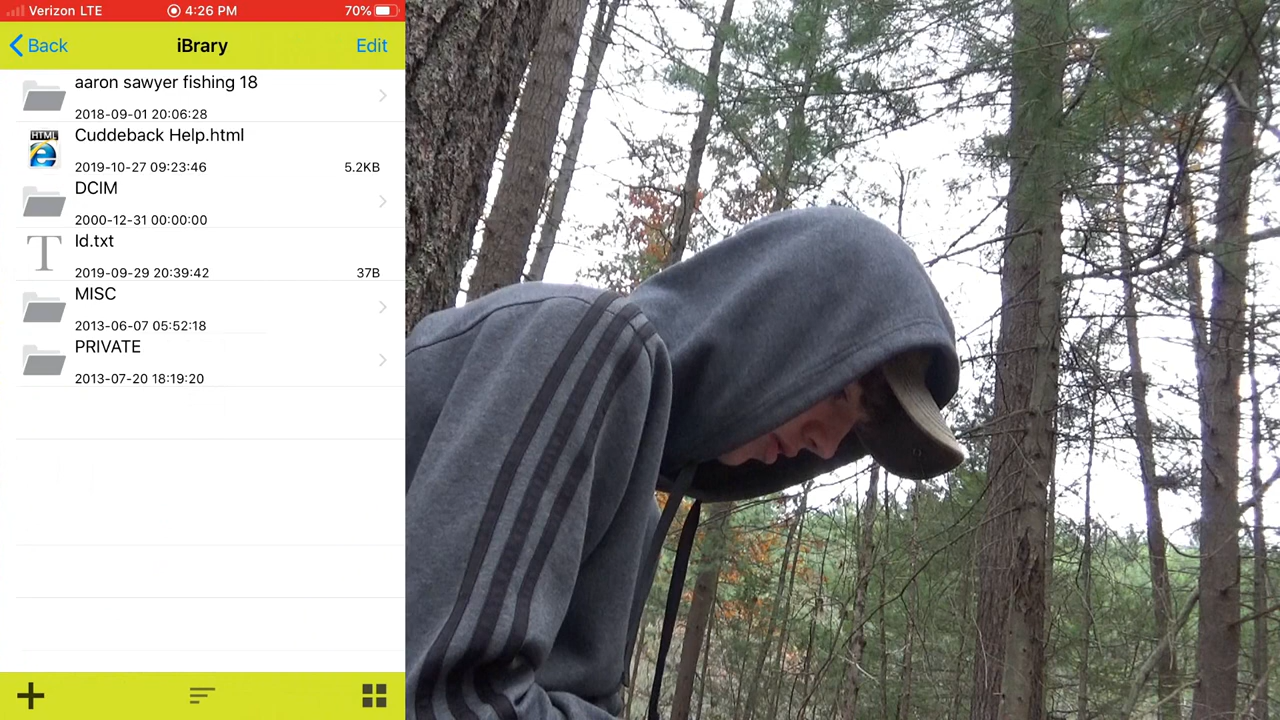 Verizon LTE 4:26 PM 70%
Back iBrary Edit
aaron sawyer fishing 18
2018-09-01 20:06:28
HTML
Cuddeback Help.html
2019-10-27 09:23:46 5.2KB
DCIM
2000-12-31 00:00:00
T
Id.txt
2019-09-29 20:39:42 37B
MISC
2013-06-07 05:52:18
PRIVATE
2013-07-20 18:19:20